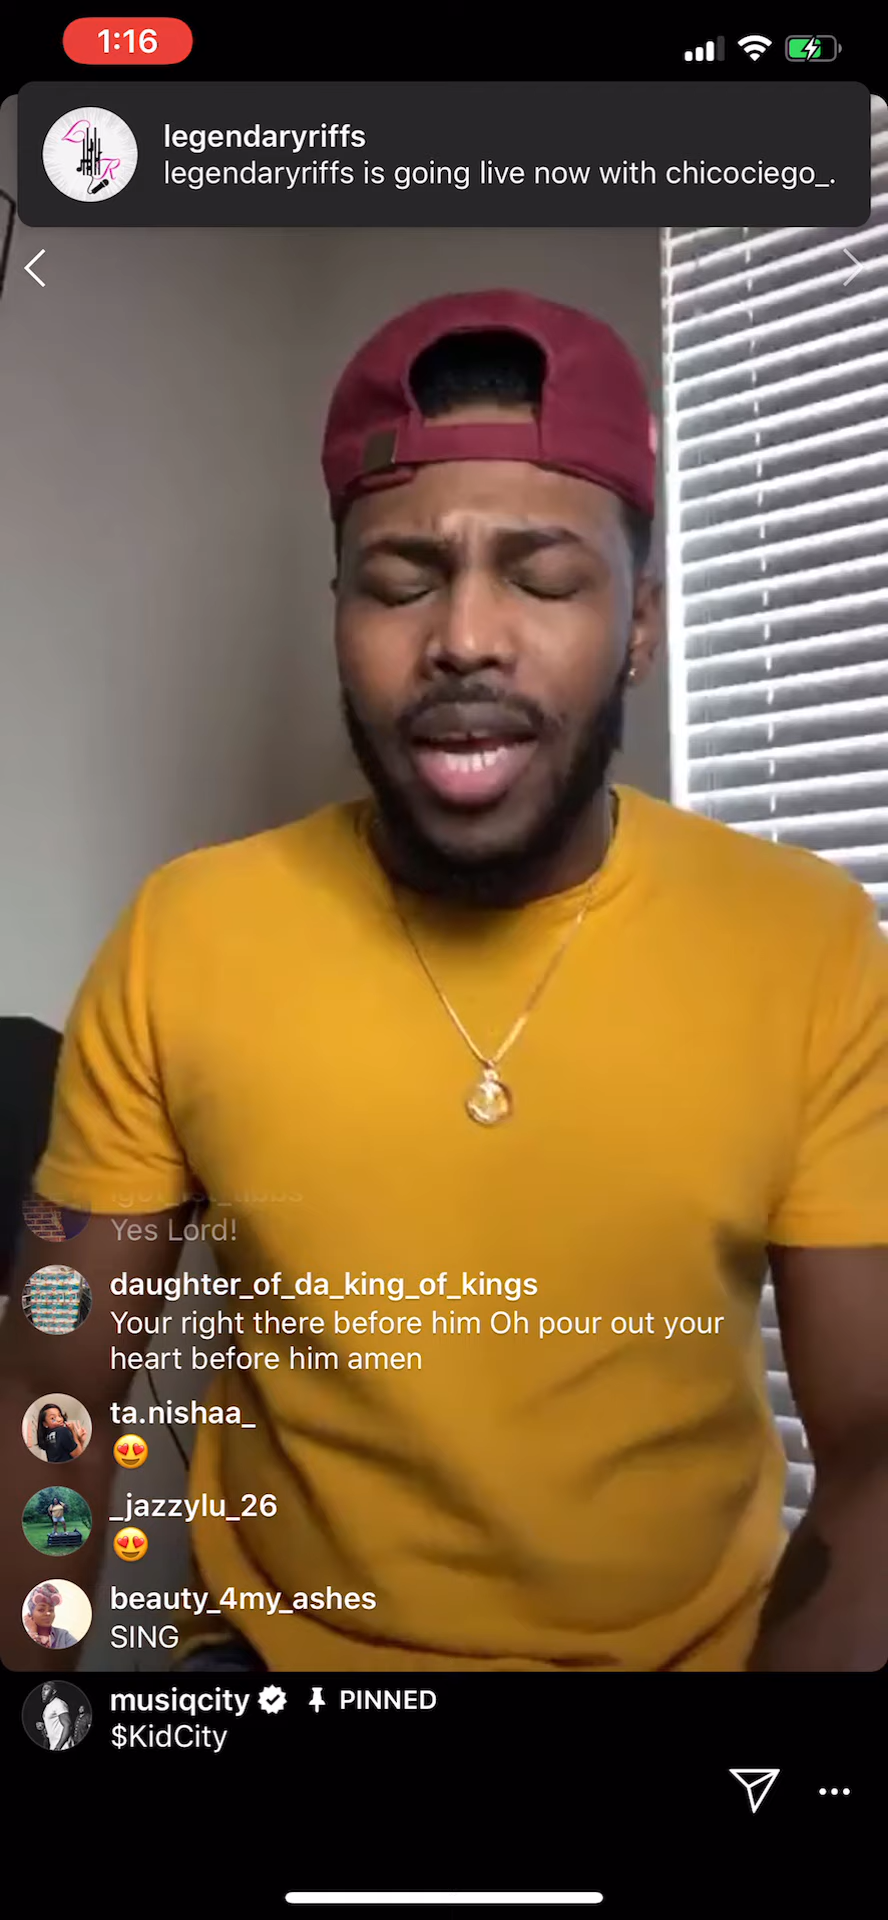 1:16
legendaryriffs
legendaryriffs is going live now with chicociego_.
Yes Lord!
daughter_of_da_king_of_kings
Your right there before him Oh pour out your
heart before him amen
ta.nishaa_
😍
_jazzylu_26
😍
beauty_4my_ashes
SING
musiqcity PINNED
$KidCity